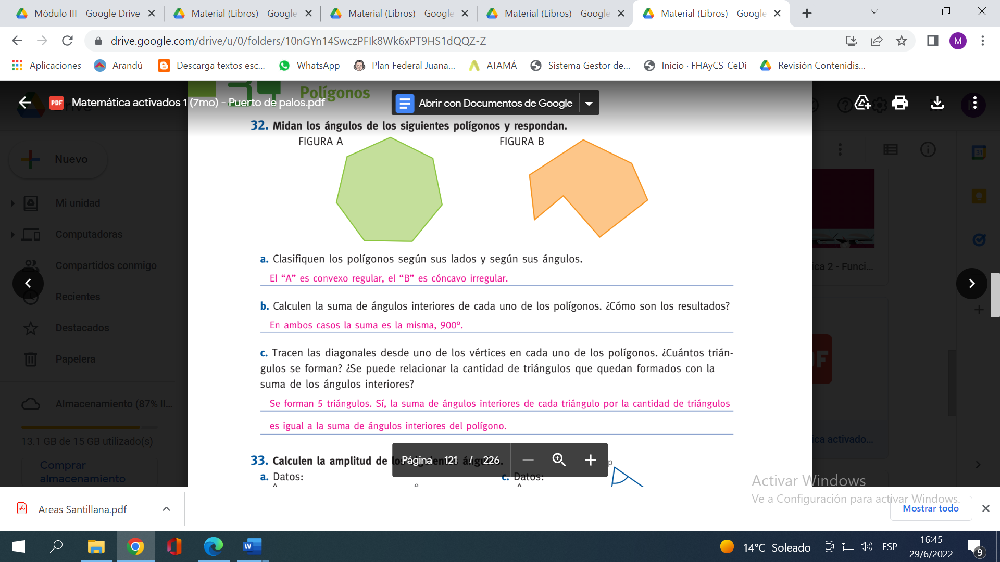 Módulo III - Google Drive
Material (Libros) - Google
Material (Libros) - Google
Material (Libros) - Google
Material (Libros) - Google
drive.google.com/drive/u/0/folders/10nGYn14SwczPFIk8Wk6xPT9HS1dQQZ-Z
M
Aplicaciones
Arandú
Descarga textos esc...
WhatsApp
Plan Federal Juana...
ATAMÁ
Sistema Gestor de...
Inicio · FHAyCS-CeDi
Revisión Contenidis...
Polígonos
PDF
Matemática activados 1 (7mo) - Puerto de palos.pdf
Abrir con Documentos de Google
32. Midan los ángulos de los siguientes polígonos y respondan.
FIGURA A
FIGURA B
Nuevo
Mi unidad
Computadoras
Compartidos conmigo
Recientes
Destacados
Papelera
Almacenamiento (87% ll...
13.1 GB de 15 GB utilizado(s)
Comprar
almacenamiento
31
ca 2 - Funci...
ca activado...
a. Clasifiquen los polígonos según sus lados y según sus ángulos.
El “A” es convexo regular, el “B” es cóncavo irregular.
b. Calculen la suma de ángulos interiores de cada uno de los polígonos. ¿Cómo son los resultados?
En ambos casos la suma es la misma, 900º.
c. Tracen las diagonales desde uno de los vértices en cada uno de los polígonos. ¿Cuántos trián-
gulos se forman? ¿Se puede relacionar la cantidad de triángulos que quedan formados con la
suma de los ángulos interiores?
Se forman 5 triángulos. Sí, la suma de ángulos interiores de cada triángulo por la cantidad de triángulos
es igual a la suma de ángulos interiores del polígono.
33. Calculen la amplitud de los siguientes ángulos.
Página 121 / 226
a. Datos:
c. Datos:
p
e
Activar Windows
Ve a Configuración para activar Windows.
Areas Santillana.pdf
Mostrar todo
W
14°C Soleado
ESP
16:45
29/6/2022
9